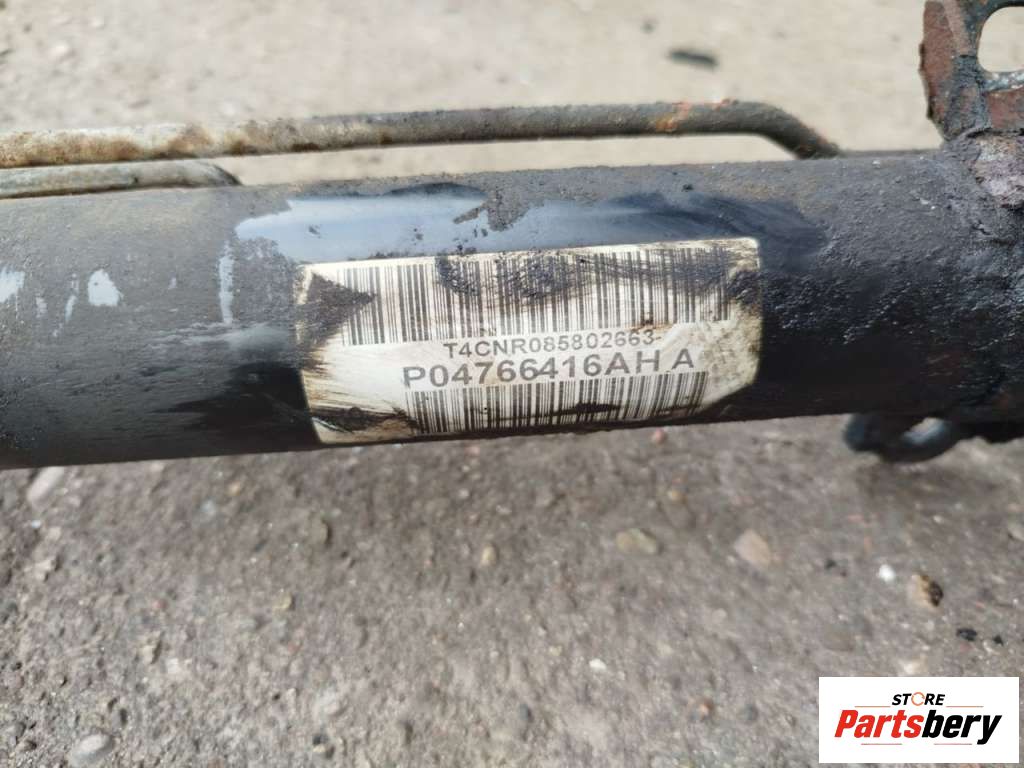 T4CNR085802663-
P04766416AH A
STORE
Partsbery